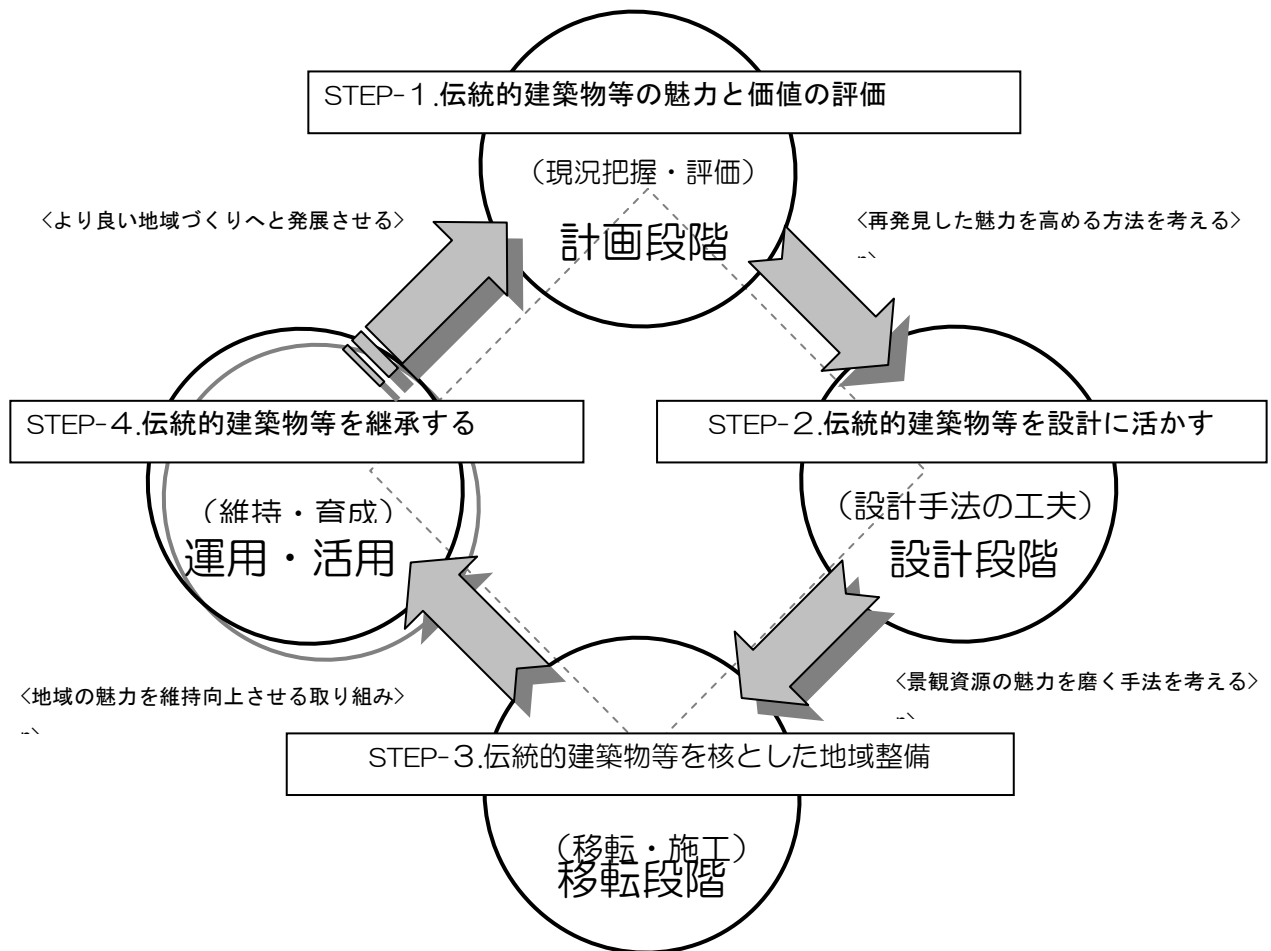 STEP-１.伝統的建築物等の魅力と価値の評価
（現況把握・評価）
計画段階
<より良い地域づくりへと発展させる>
<再発見した魅力を高める方法を考える>
STEP-４.伝統的建築物等を継承する
（維持・育成）
運用・活用
STEP-２.伝統的建築物等を設計に活かす
（設計手法の工夫）
設計段階
<地域の魅力を維持向上させる取り組み>
<景観資源の魅力を磨く手法を考える>
STEP-３.伝統的建築物等を核とした地域整備
（移転・施工）
移転段階